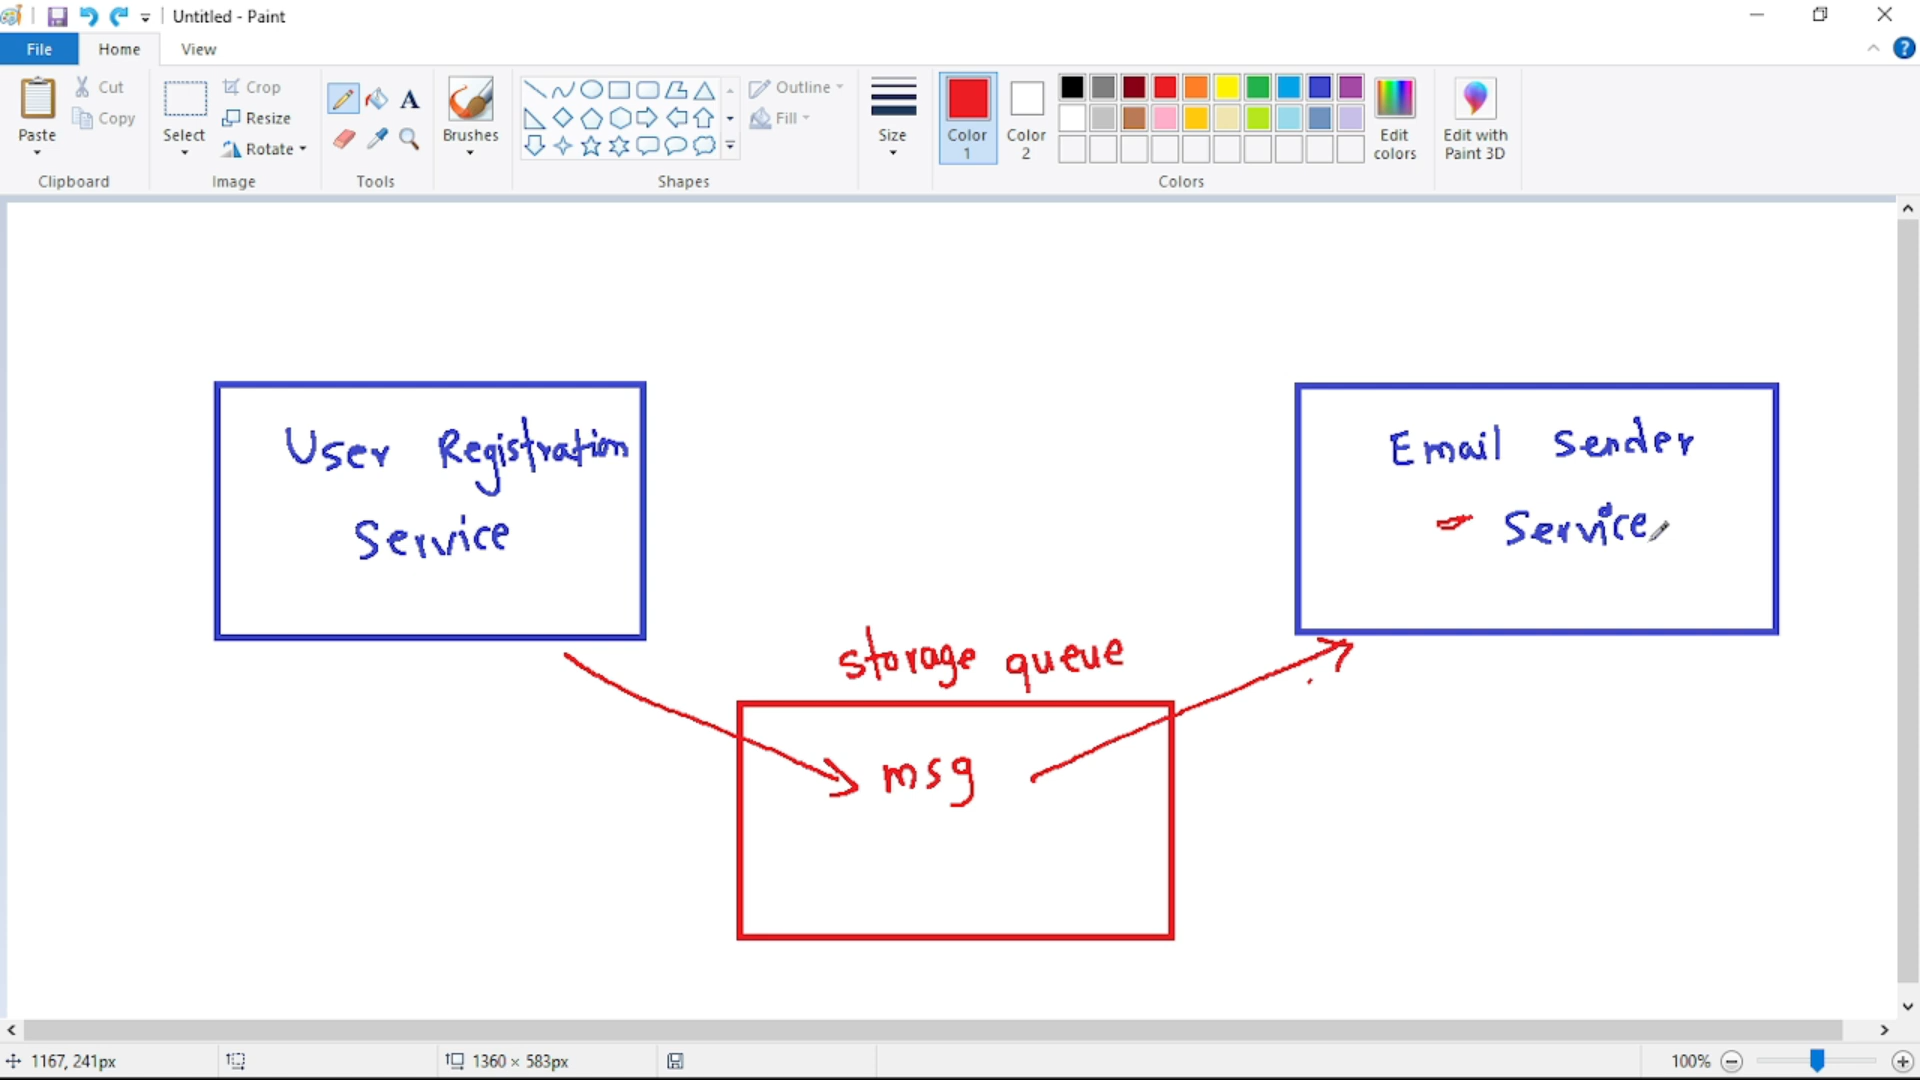 Untitled - Paint
File Home View
Paste
Cut
Copy
Clipboard
Select
Crop
Resize
Rotate
Image
A
Tools
Brushes
Outline
Fill
Shapes
Size
Color 1
Color 2
Edit colors
Colors
Edit with Paint 3D
User Registration
Service
Email Sender
Service
storage queue
msg
1167, 241px
1360 × 583px
100%